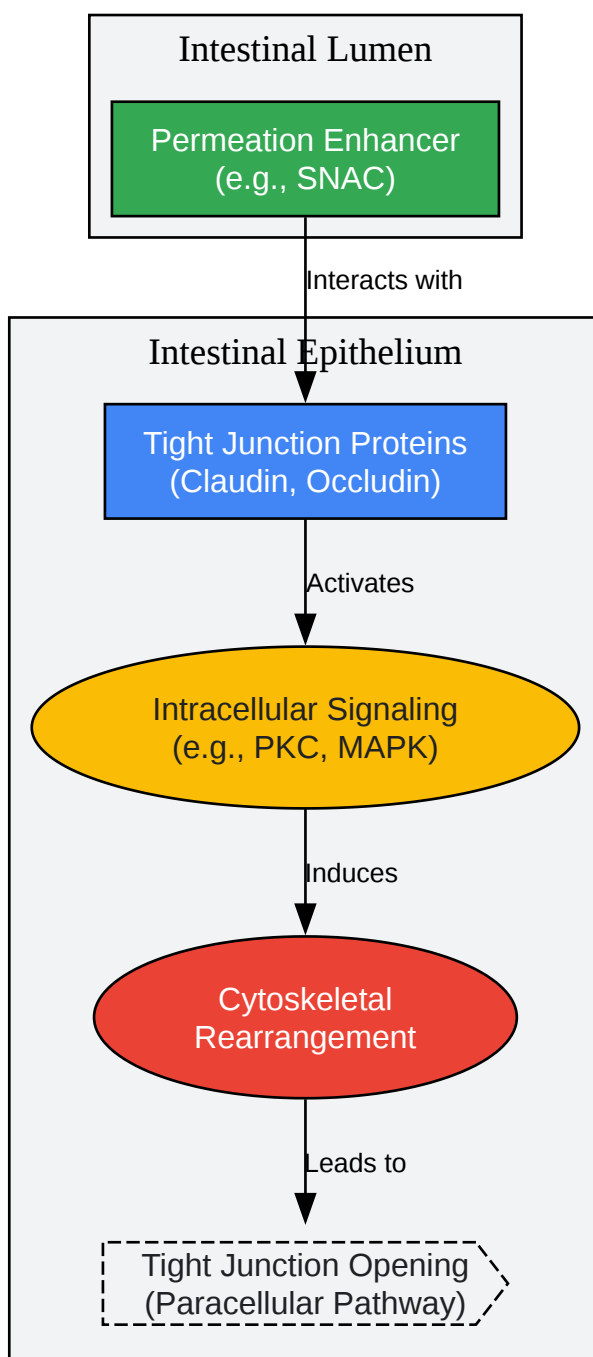 Intestinal Lumen
Permeation Enhancer
(e.g., SNAC)
Interacts with
Intestinal Epithelium
Tight Junction Proteins
(Claudin, Occludin)
Activates
Intracellular Signaling
(e.g., PKC, MAPK)
Induces
Cytoskeletal
Rearrangement
Leads to
Tight Junction Opening
(Paracellular Pathway)